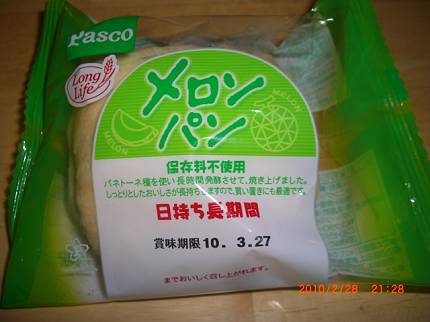 Pasco
Long Life
メロン
パン
MELON
MELON
保存料不使用
パネトーネ種を使い長時間発酵させて、焼き上げました。
しっとりとしたおいしさが長持ちしますので、買い置きにも最適です。
日持ち長期間
賞味期限10. 3.27
までおいしく召し上がれます。
2010/2/28 21:28